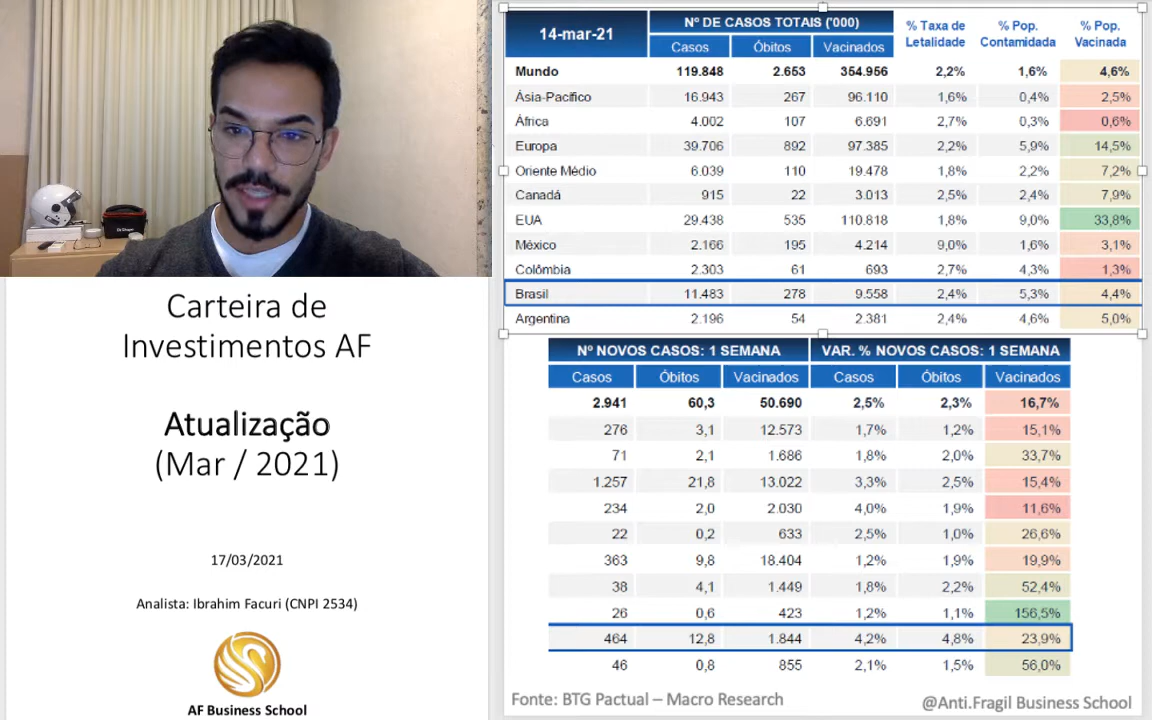 14-mar-21
Nº DE CASOS TOTAIS ('000)
% Taxa de Letalidade
% Pop. Contamidada
% Pop. Vacinada
Casos Óbitos Vacinados
Mundo 119.848 2.653 354.956 2,2% 1,6% 4,6%
Ásia-Pacífico 16.943 267 96.110 1,6% 0,4% 2,5%
África 4.002 107 6.691 2,7% 0,3% 0,6%
Europa 39.706 892 97.385 2,2% 5,9% 14,5%
Oriente Médio 6.039 110 19.478 1,8% 2,2% 7,2%
Canadá 915 22 3.013 2,5% 2,4% 7,9%
EUA 29.438 535 110.818 1,8% 9,0% 33,8%
México 2.166 195 4.214 9,0% 1,6% 3,1%
Colômbia 2.303 61 693 2,7% 4,3% 1,3%
Brasil 11.483 278 9.558 2,4% 5,3% 4,4%
Argentina 2.196 54 2.381 2,4% 4,6% 5,0%
Nº NOVOS CASOS: 1 SEMANA VAR. % NOVOS CASOS: 1 SEMANA
Casos Óbitos Vacinados Casos Óbitos Vacinados
2.941 60,3 50.690 2,5% 2,3% 16,7%
276 3,1 12.573 1,7% 1,2% 15,1%
71 2,1 1.686 1,8% 2,0% 33,7%
1.257 21,8 13.022 3,3% 2,5% 15,4%
234 2,0 2.030 4,0% 1,9% 11,6%
22 0,2 633 2,5% 1,0% 26,6%
363 9,8 18.404 1,2% 1,9% 19,9%
38 4,1 1.449 1,8% 2,2% 52,4%
26 0,6 423 1,2% 1,1% 156,5%
464 12,8 1.844 4,2% 4,8% 23,9%
46 0,8 855 2,1% 1,5% 56,0%
Fonte: BTG Pactual – Macro Research
@Anti.Fragil Business School
Carteira de
Investimentos AF
Atualização
(Mar / 2021)
17/03/2021
Analista: Ibrahim Facuri (CNPI 2534)
AF Business School